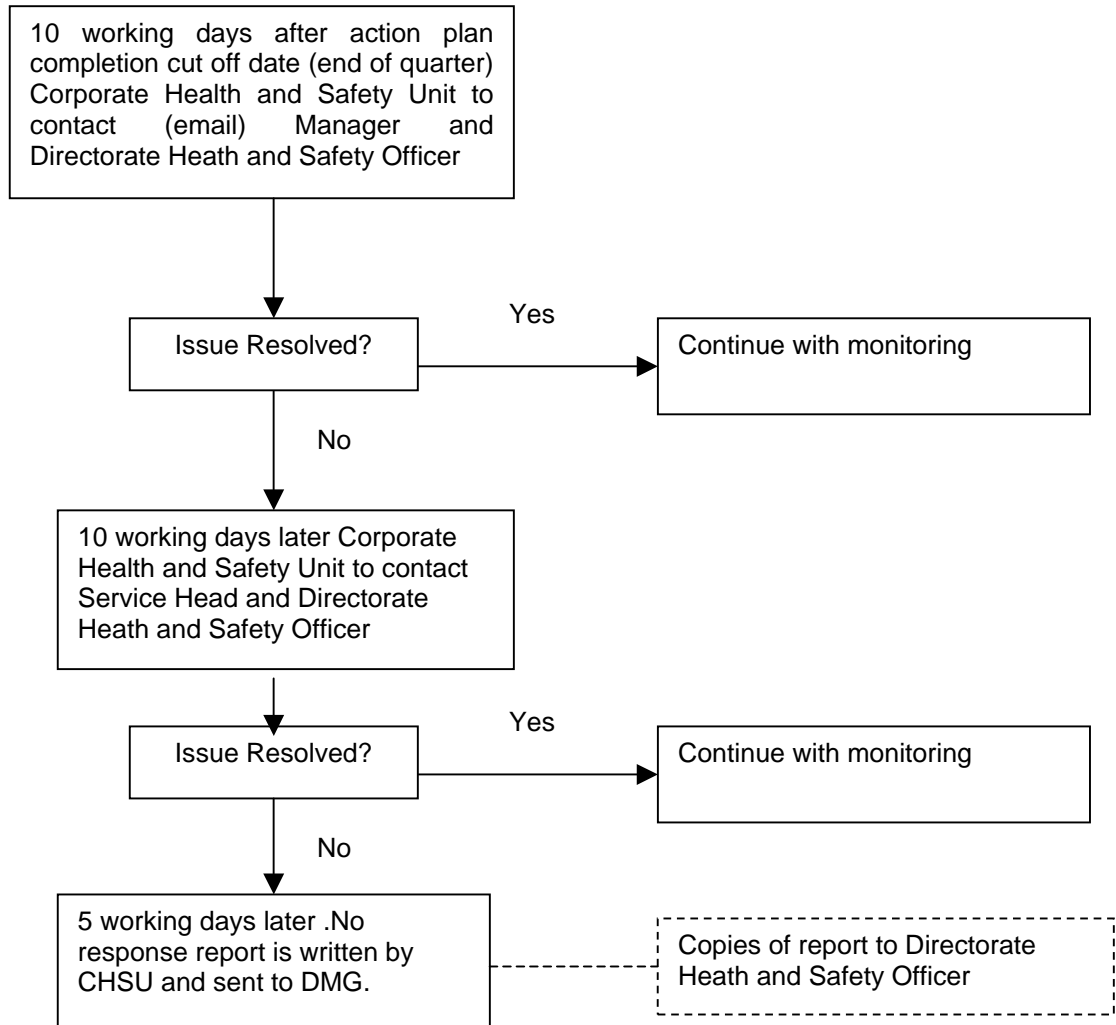 10 working days after action plan
completion cut off date (end of quarter)
Corporate Health and Safety Unit to
contact (email) Manager and
Directorate Heath and Safety Officer
Yes
Issue Resolved?
Continue with monitoring
No
10 working days later Corporate
Health and Safety Unit to contact
Service Head and Directorate
Heath and Safety Officer
Yes
Issue Resolved?
Continue with monitoring
No
5 working days later .No
response report is written by
CHSU and sent to DMG.
Copies of report to Directorate
Heath and Safety Officer